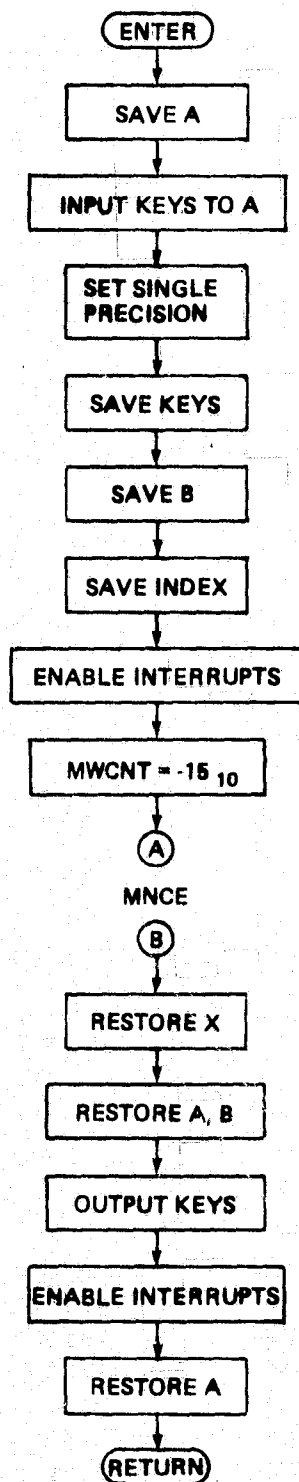 ENTER
SAVE A
INPUT KEYS TO A
SET SINGLE
PRECISION
SAVE KEYS
SAVE B
SAVE INDEX
ENABLE INTERRUPTS
MWCNT = -15 10
A
MNCE
B
RESTORE X
RESTORE A, B
OUTPUT KEYS
ENABLE INTERRUPTS
RESTORE A
RETURN